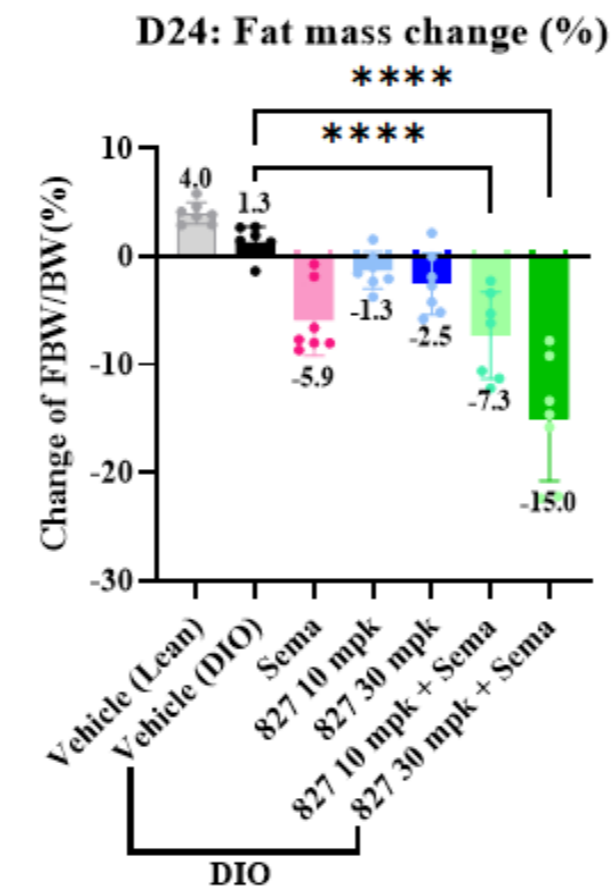 D24: Fat mass change (%)
****
****
Change of FBW/BW(%)
10
0
-10
-20
-30
4.0
1.3
-5.9
-1.3
-2.5
-7.3
-15.0
Vehicle (Lean)
Vehicle (DIO)
Sema
827 10 mpk
827 30 mpk
827 10 mpk + Sema
827 30 mpk + Sema
DIO